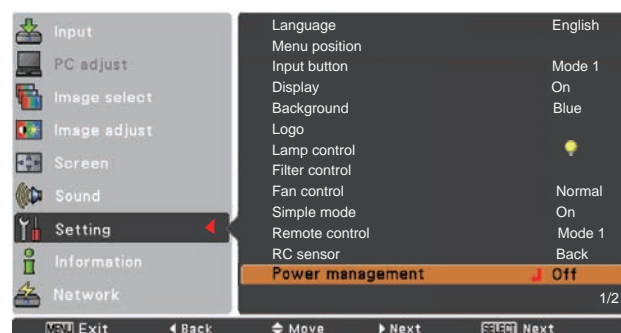 Input
PC adjust
Image select
Image adjust
Screen
Sound
Setting
Information
Network
Language English
Menu position
Input button Mode 1
Display On
Background Blue
Logo
Lamp control
Filter control
Fan control Normal
Simple mode On
Remote control Mode 1
RC sensor Back
Power management Off
1/2
MENU Exit Back Move Next SELECT Next